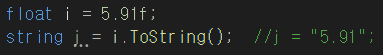 float i = 5.91f;
string j = i.ToString();  //j = "5.91";